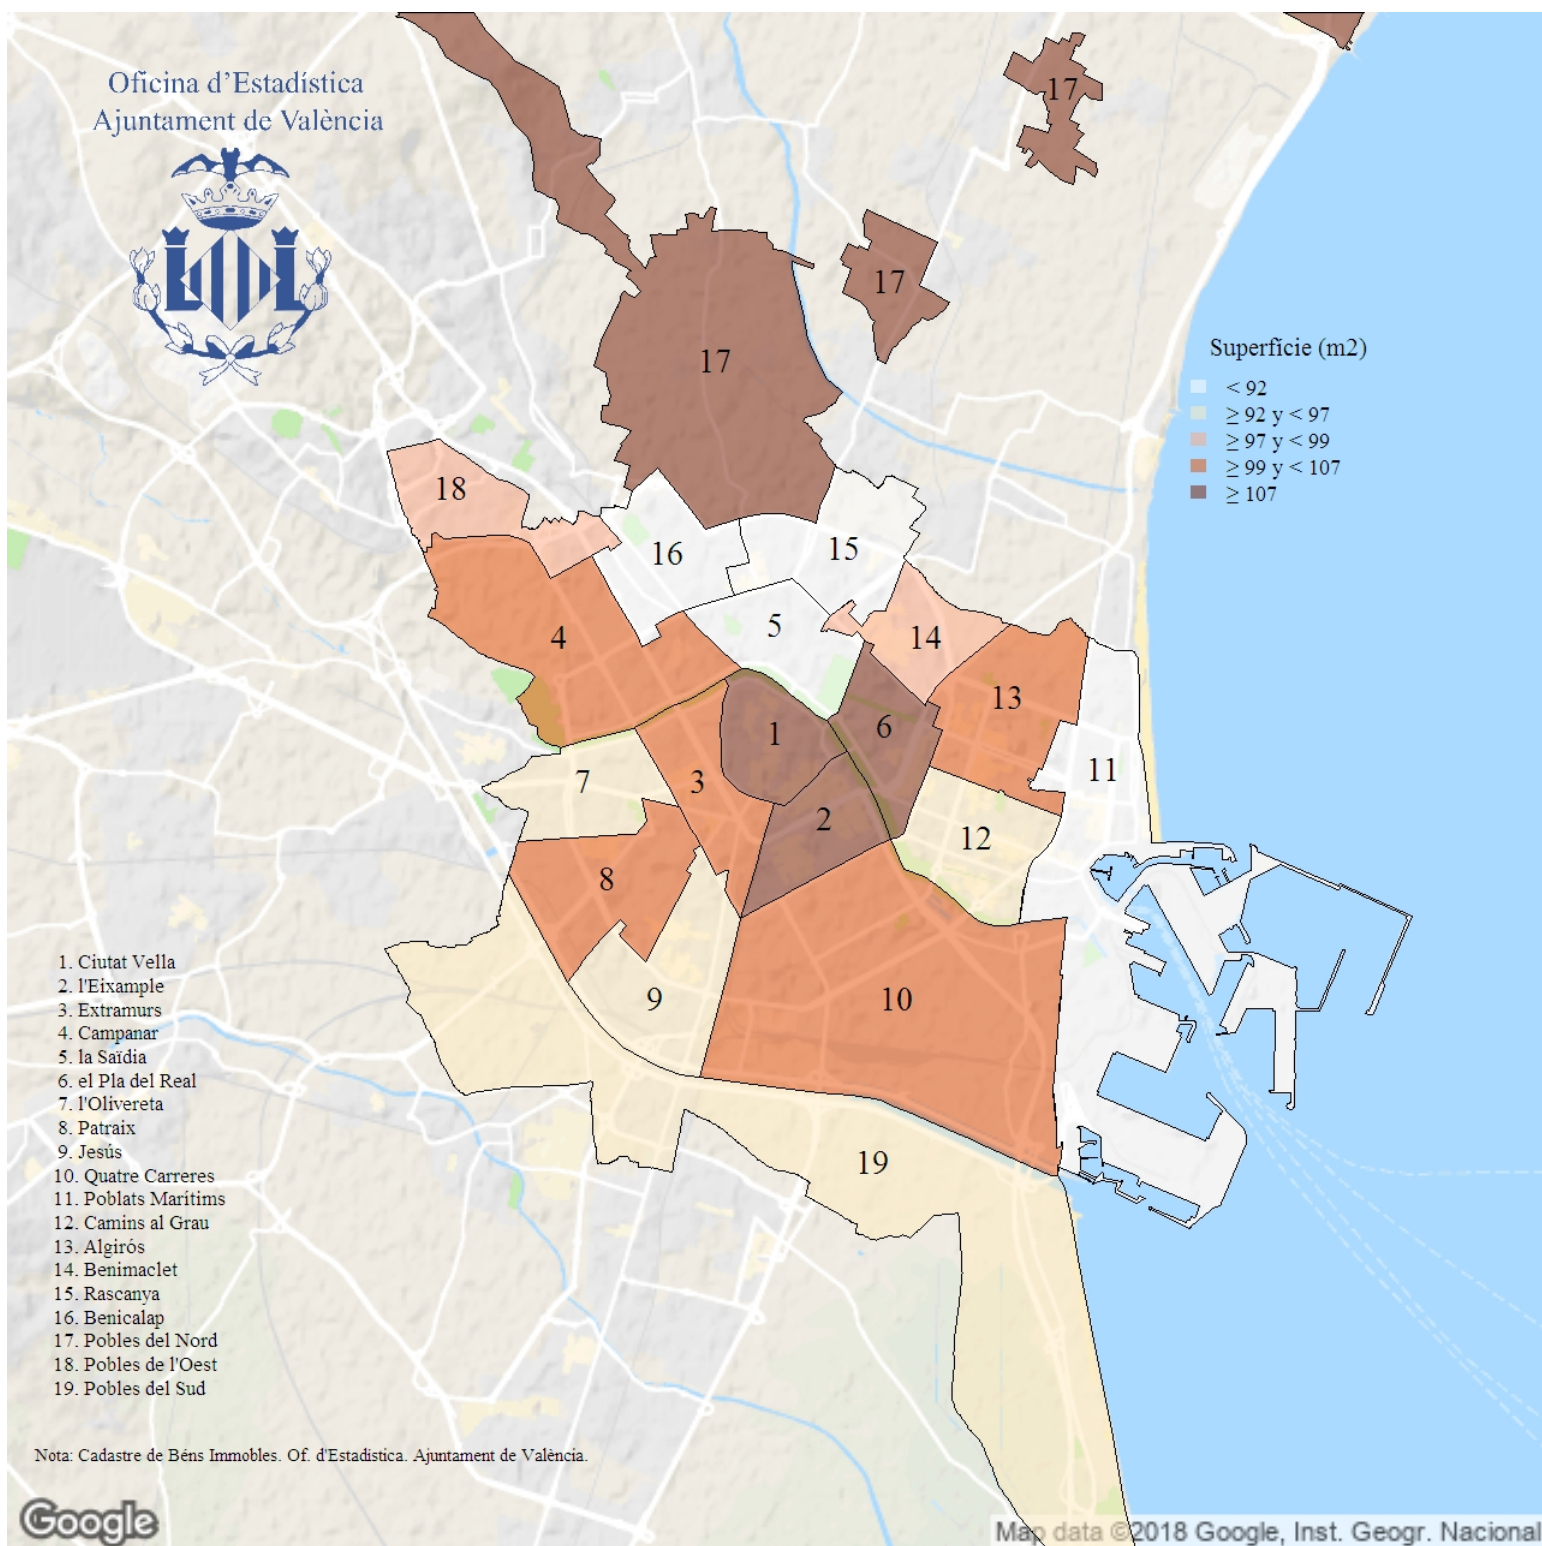 Oficina d'Estadística
Ajuntament de València
17
17
17
Superfície (m2)
< 92
≥ 92 y < 97
≥ 97 y < 99
≥ 99 y < 107
≥ 107
18
16
15
5
4
14
13
6
1
11
7
3
2
12
8
9
10
19
1. Ciutat Vella
2. l'Eixample
3. Extramurs
4. Campanar
5. la Saïdia
6. el Pla del Real
7. l'Olivereta
8. Patraix
9. Jesús
10. Quatre Carreres
11. Poblats Marítims
12. Camins al Grau
13. Algirós
14. Benimaclet
15. Rascanya
16. Benicalap
17. Pobles del Nord
18. Pobles de l'Oest
19. Pobles del Sud
Nota: Cadastre de Béns Immobles. Of. d'Estadística. Ajuntament de València.
Google
Map data ©2018 Google, Inst. Geogr. Nacional